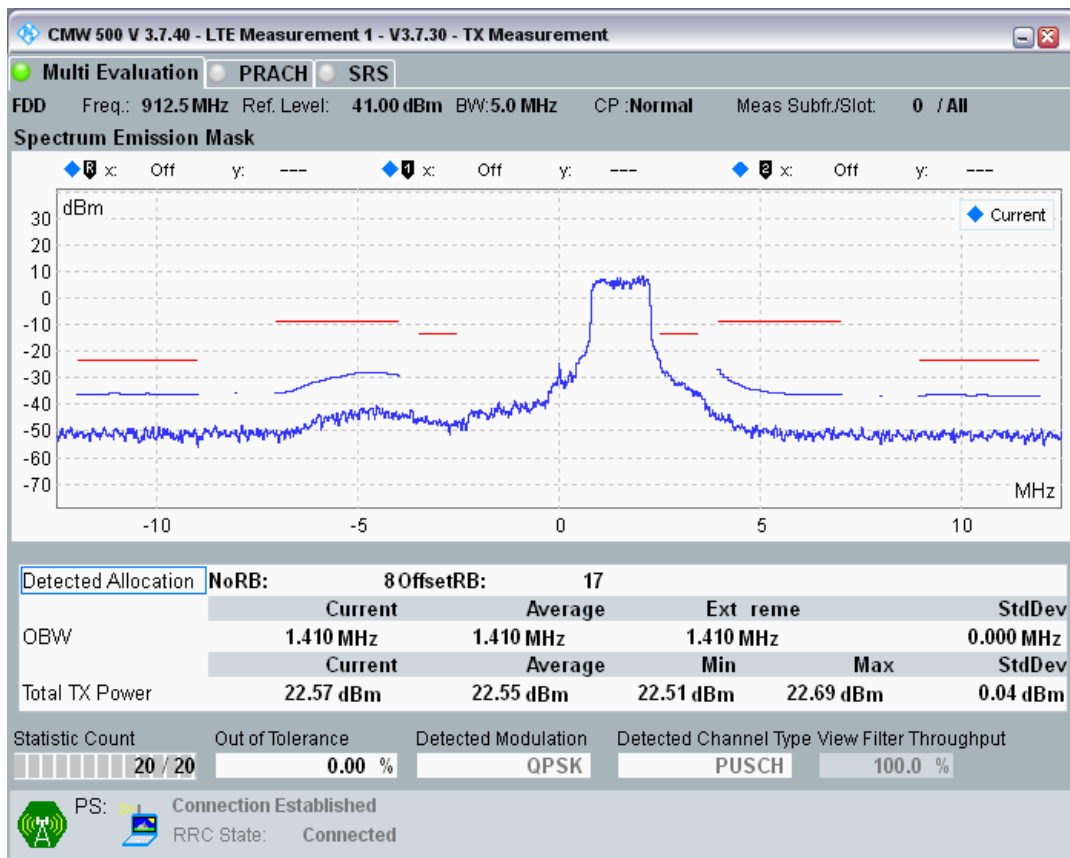 CMW 500 V 3.7.40 - LTE Measurement 1 - V3.7.30 - TX Measurement
Multi Evaluation PRACH SRS
FDD Freq.: 912.5 MHz Ref. Level: 41.00 dBm BW:5.0 MHz CP :Normal Meas Subfr./Slot: 0 / All
Spectrum Emission Mask
R x: Off y: --- 1 x: Off y: --- 2 x: Off y: ---
dBm
Current
30
20
10
0
-10
-20
-30
-40
-50
-60
-70
MHz
-10 -5 0 5 10
Detected Allocation NoRB: 8 OffsetRB: 17
Current Average Ext reme StdDev
OBW 1.410 MHz 1.410 MHz 1.410 MHz 0.000 MHz
Current Average Min Max StdDev
Total TX Power 22.57 dBm 22.55 dBm 22.51 dBm 22.69 dBm 0.04 dBm
Statistic Count Out of Tolerance Detected Modulation Detected Channel Type View Filter Throughput
20 / 20 0.00 % QPSK PUSCH 100.0 %
PS: Connection Established
RRC State: Connected